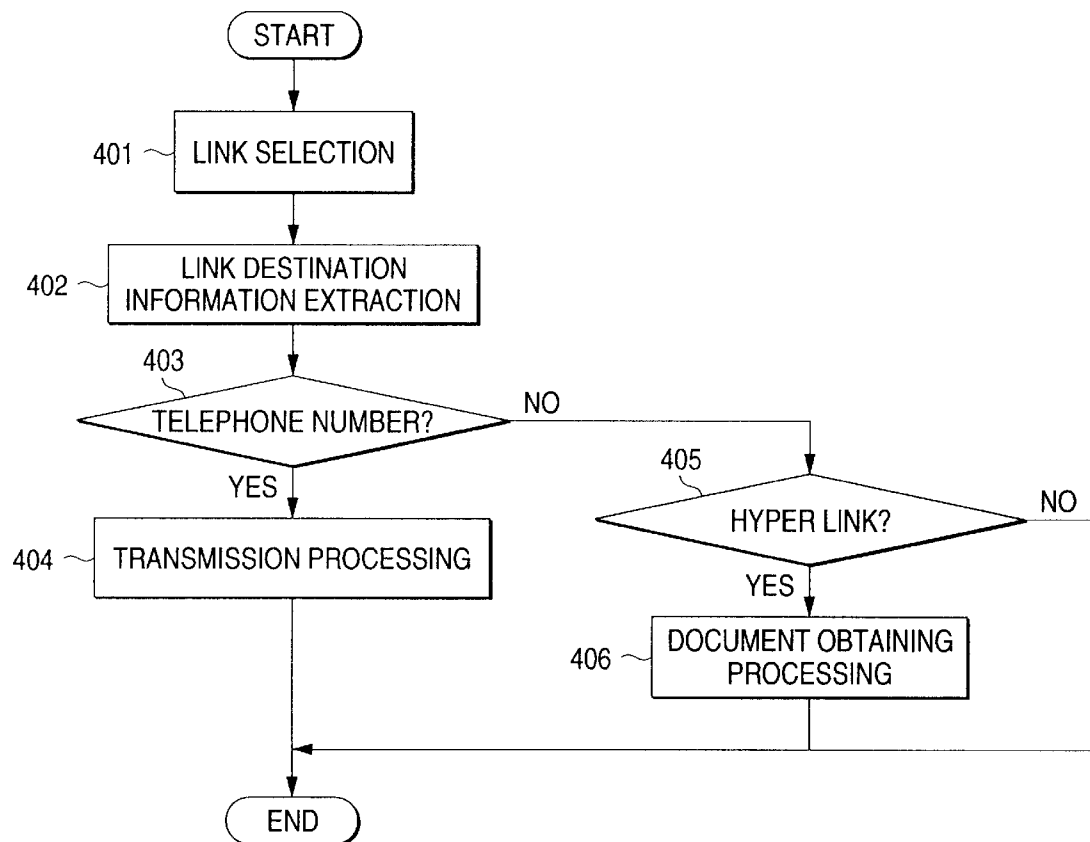 START
401
LINK SELECTION
402
LINK DESTINATION
INFORMATION EXTRACTION
403
TELEPHONE NUMBER?
NO
YES
405
HYPER LINK?
NO
404
TRANSMISSION PROCESSING
YES
406
DOCUMENT OBTAINING
PROCESSING
END